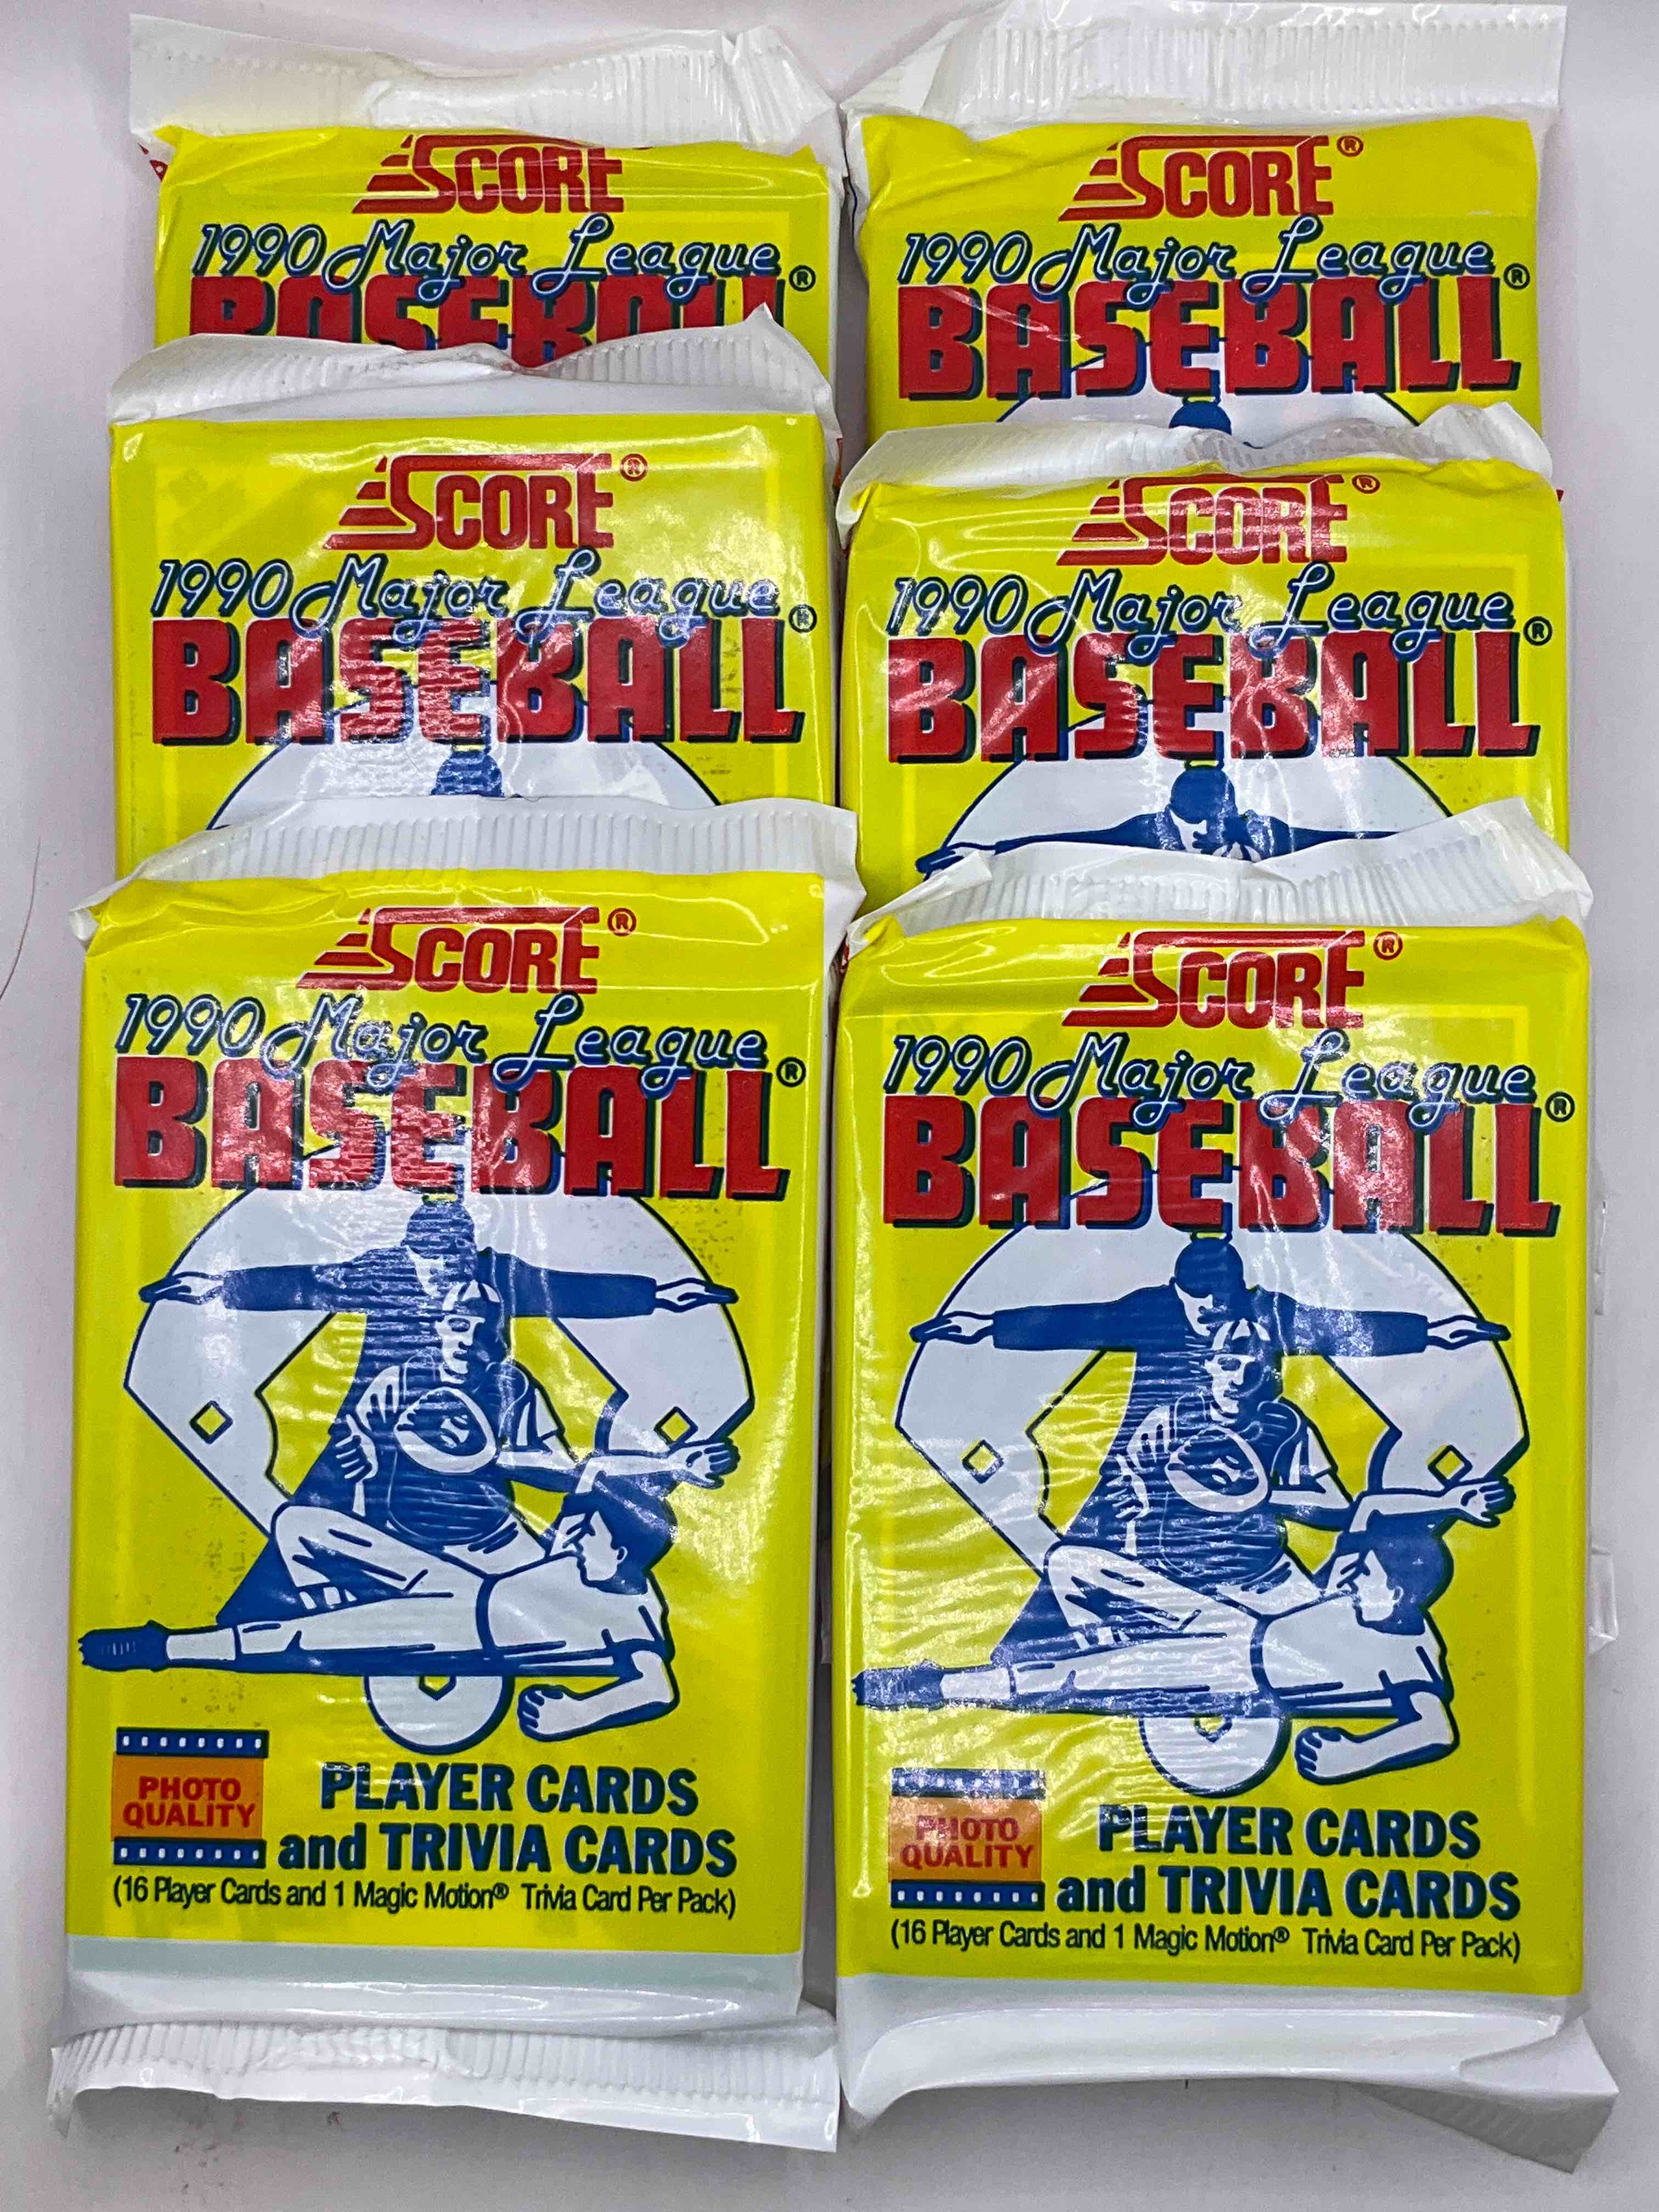 SCORE
1990 Major League
BASEBALL®
SCORE®
1990 Major League
BASEBALL®
SCORE®
1990 Major League
BASEBALL®
SCORE®
1990 Major League
BASEBALL®
SCORE®
1990 Major League
BASEBALL®
PHOTO
QUALITY
PLAYER CARDS
and TRIVIA CARDS
(16 Player Cards and 1 Magic Motion® Trivia Card Per Pack)
SCORE®
1990 Major League
BASEBALL®
PHOTO
QUALITY
PLAYER CARDS
and TRIVIA CARDS
(16 Player Cards and 1 Magic Motion® Trivia Card Per Pack)